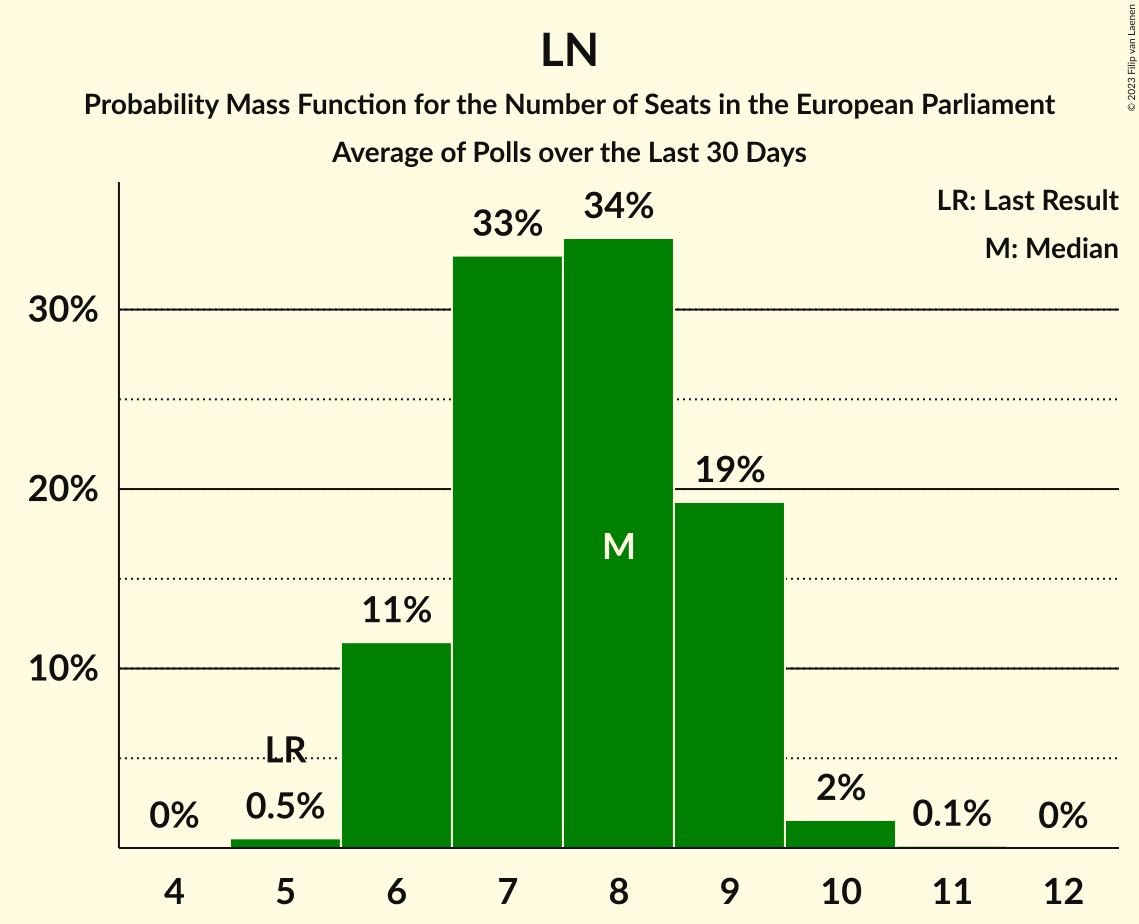 LN
Probability Mass Function for the Number of Seats in the European Parliament
Average of Polls over the Last 30 Days
© 2023 Filip van Laenen
LR: Last Result
M: Median
34%
33%
30%
20%
19%
M
11%
10%
LR
2%
0%
0.5%
0.1%
0%
4 5 6 7 8 9 10 11 12